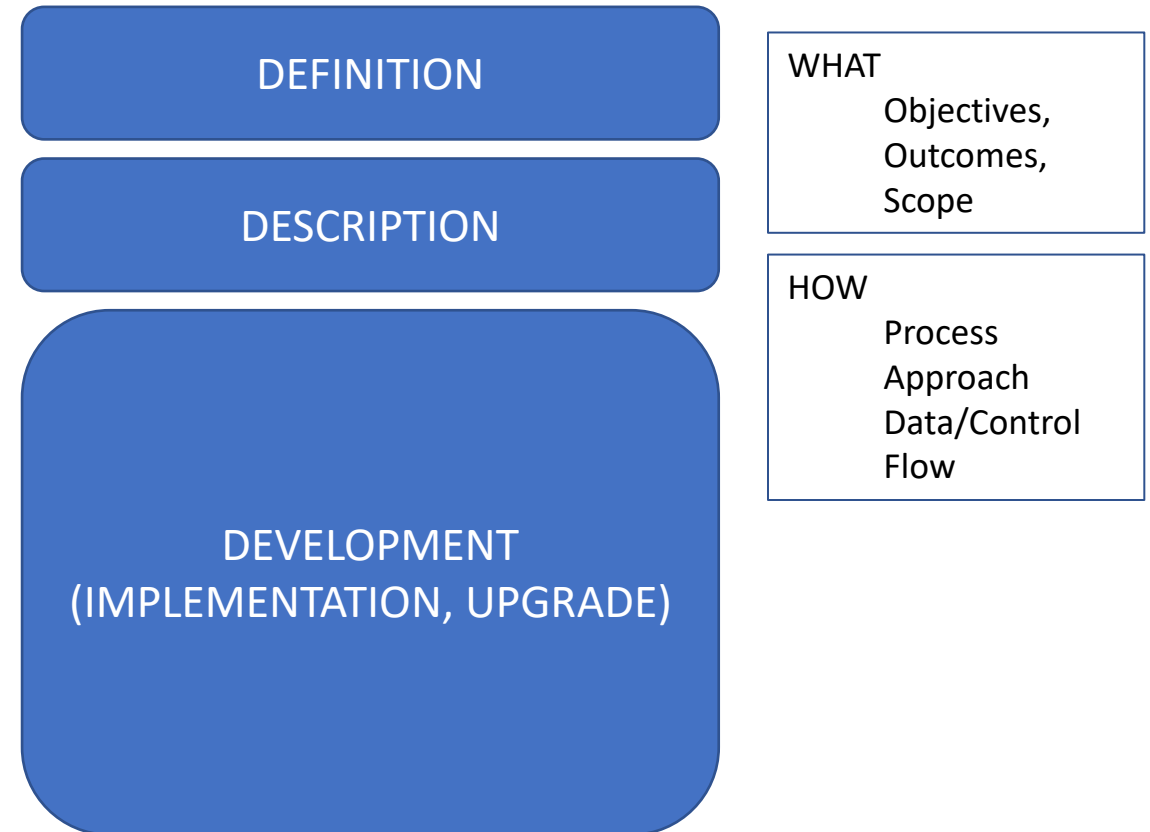 DEFINITION
WHAT
Objectives,
Outcomes,
Scope
DESCRIPTION
HOW
Process
Approach
Data/Control
Flow
DEVELOPMENT
(IMPLEMENTATION, UPGRADE)